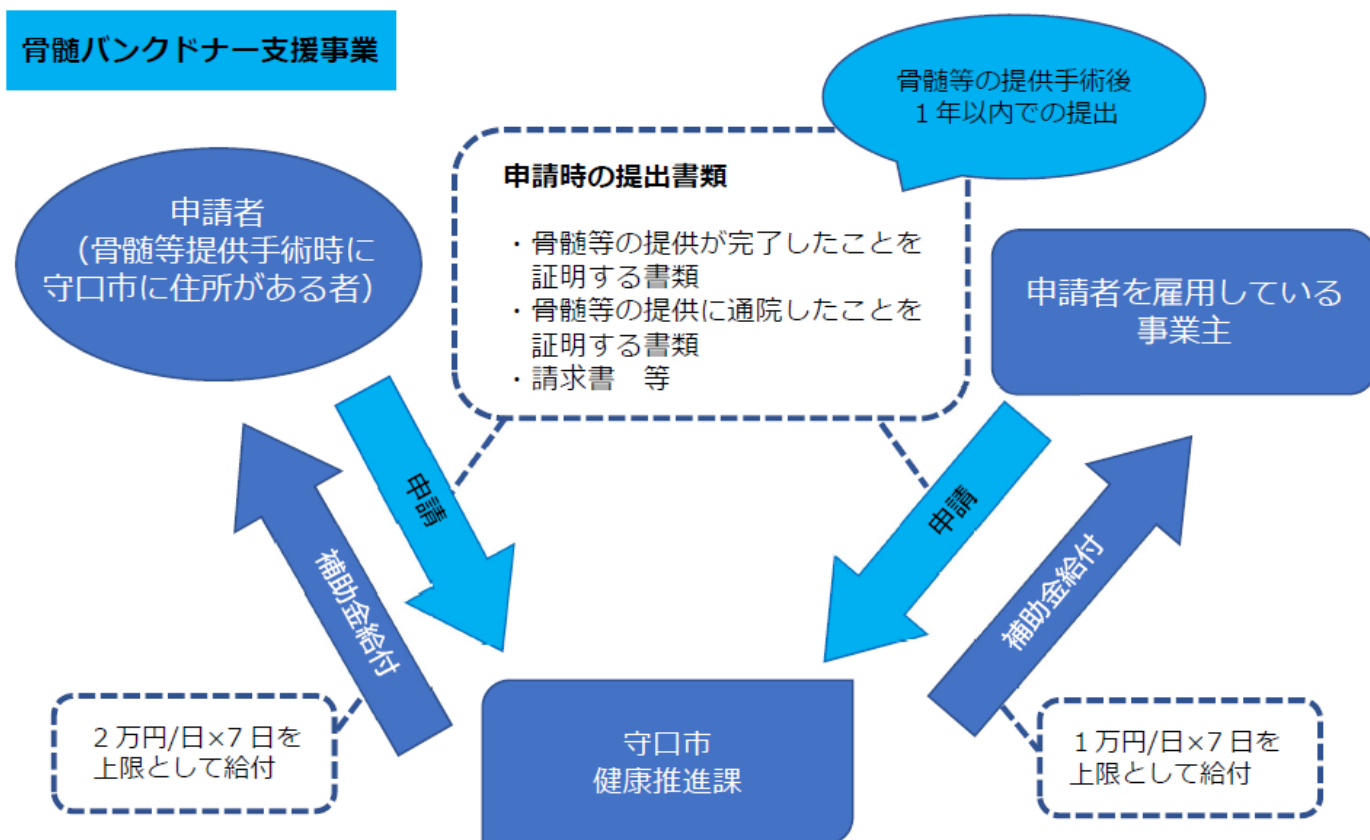 骨髄バンクドナー支援事業
骨髄等の提供手術後
１年以内での提出
申請時の提出書類
・骨髄等の提供が完了したことを
証明する書類
・骨髄等の提供に通院したことを
証明する書類
・請求書　等
申請者
（骨髄等提供手術時に
守口市に住所がある者）
申請者を雇用している
事業主
申請
補助金給付
申請
補助金給付
２万円/日×７日を
上限として給付
守口市
健康推進課
１万円/日×７日を
上限として給付